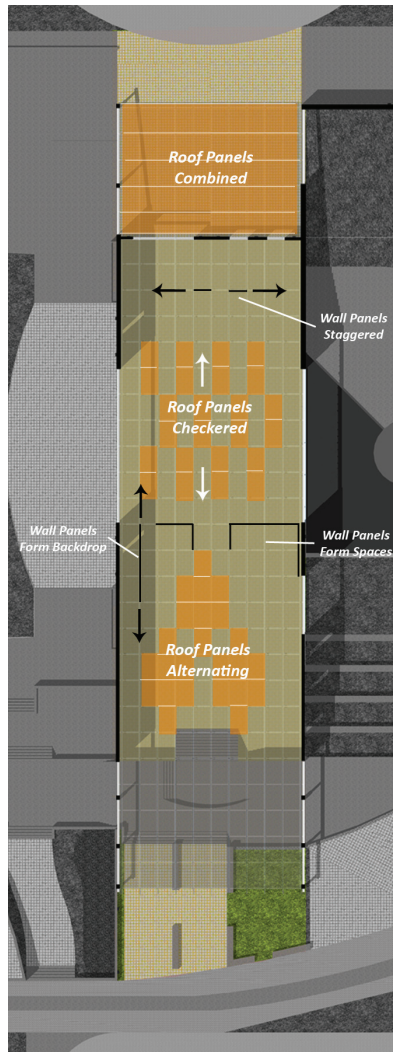 Roof Panels
Combined
Wall Panels
Staggered
Roof Panels
Checkered
Wall Panels
Form Backdrop
Wall Panels
Form Spaces
Roof Panels
Alternating